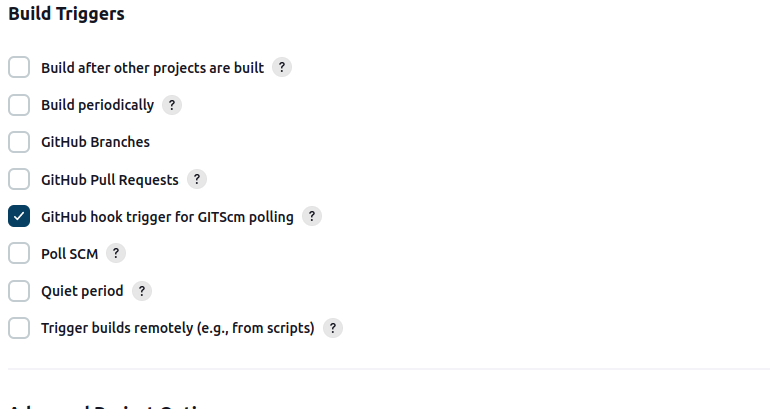 Build Triggers
Build after other projects are built ?
Build periodically ?
GitHub Branches
GitHub Pull Requests ?
GitHub hook trigger for GITScm polling ?
Poll SCM ?
Quiet period ?
Trigger builds remotely (e.g., from scripts) ?